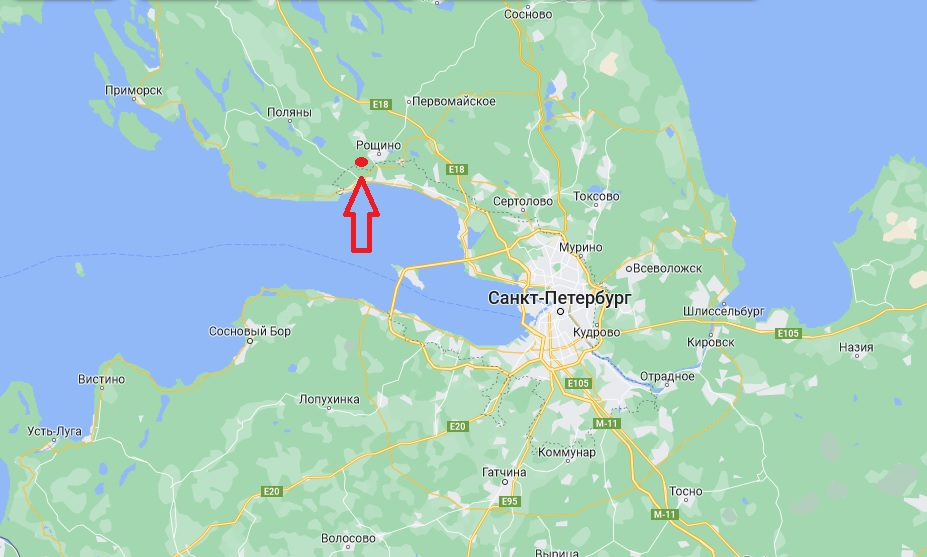 Сосново
Приморск
E18
Первомайское
Поляны
Рощино
E18
Сертолово
Токсово
Мурино
Всеволожск
Санкт-Петербург
Шлиссельбург
Сосновый Бор
Кудрово
E105
Кировск
Назия
Вистино
Отрадное
E105
Лопухинка
Усть-Луга
E20
М-11
Коммунар
Гатчина
E20
E95
Тосно
М-11
Волосово
Вырица